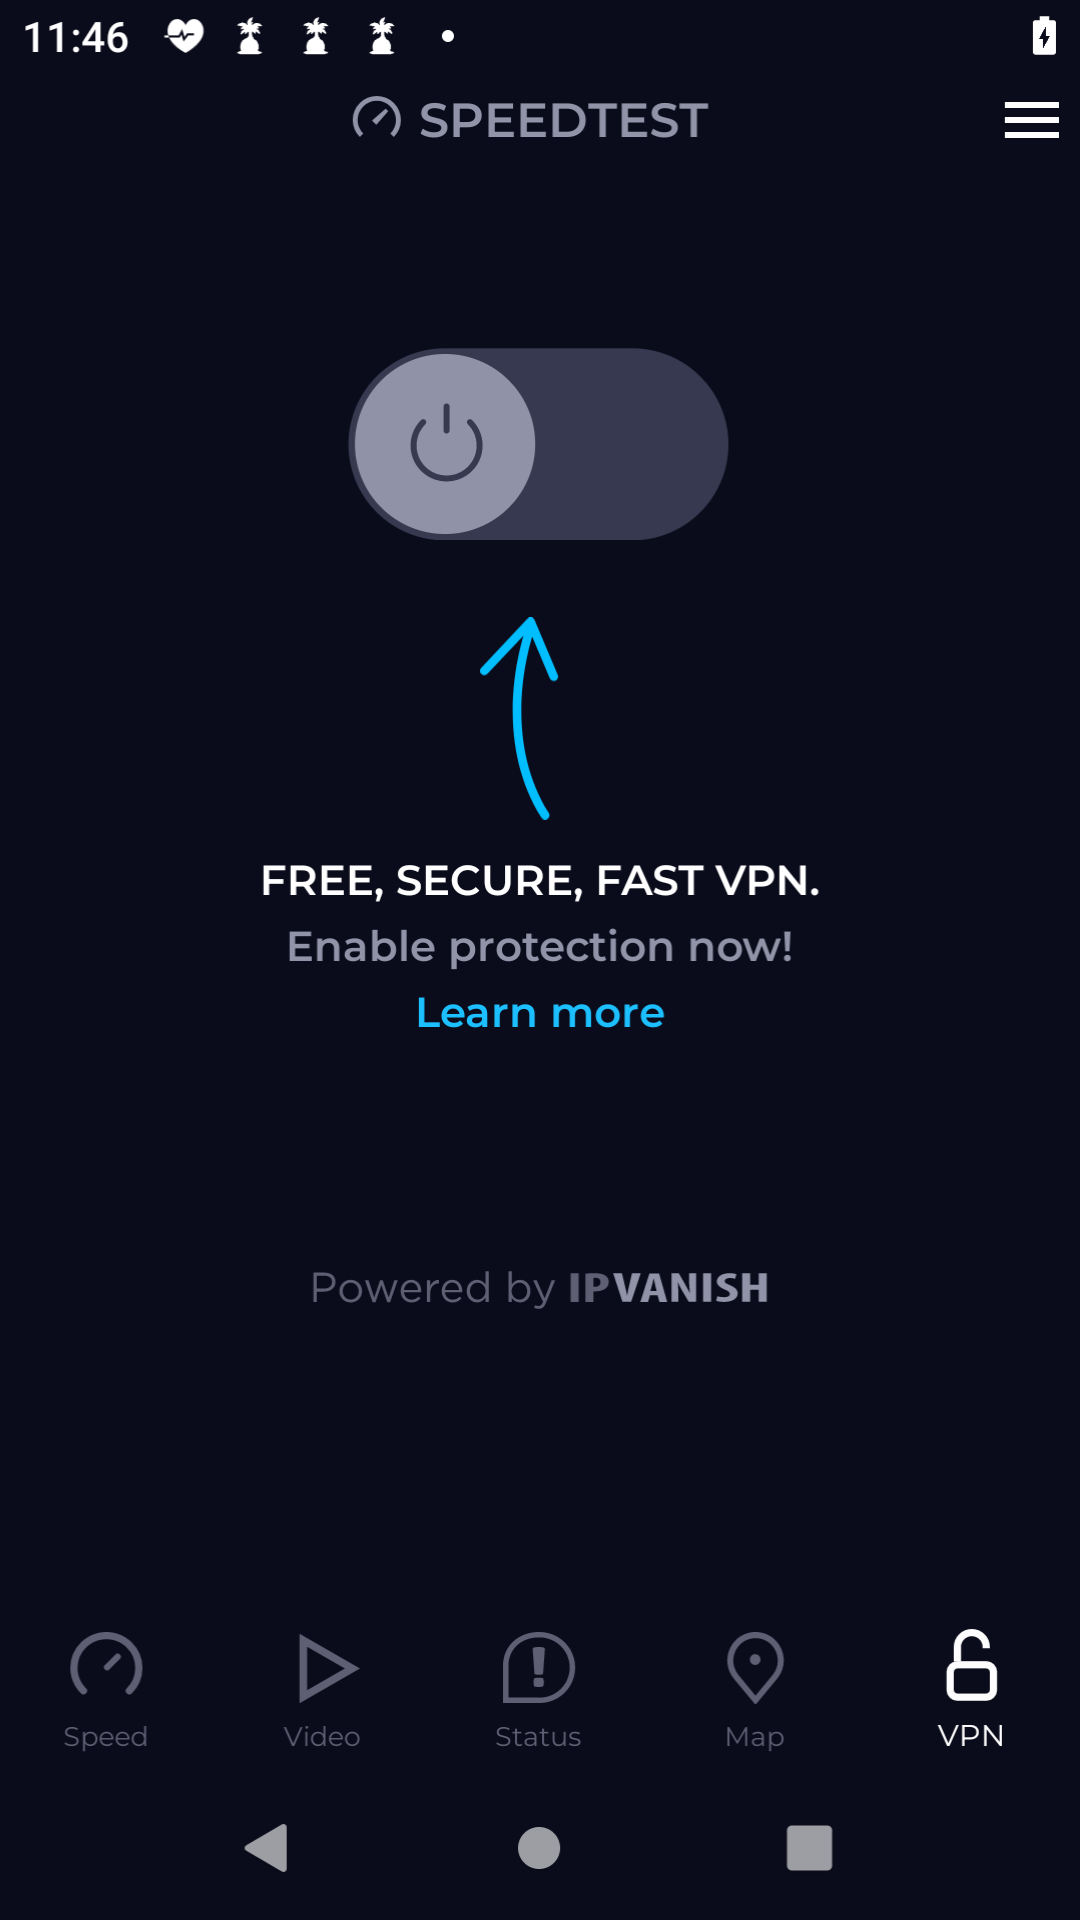 11:46
SPEEDTEST
FREE, SECURE, FAST VPN.
Enable protection now!
Learn more
Powered by IPVANISH
Speed
Video
Status
Map
VPN